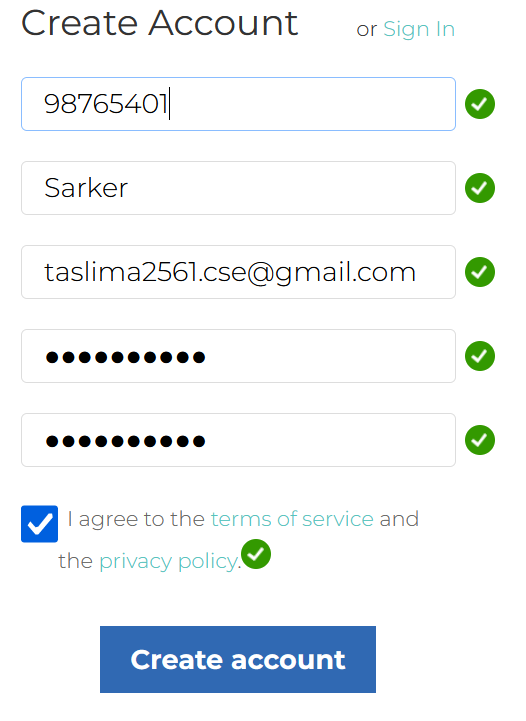 Create Account or Sign In
98765401
Sarker
taslima2561.cse@gmail.com
••••••••••
••••••••••
I agree to the terms of service and
the privacy policy.
Create account